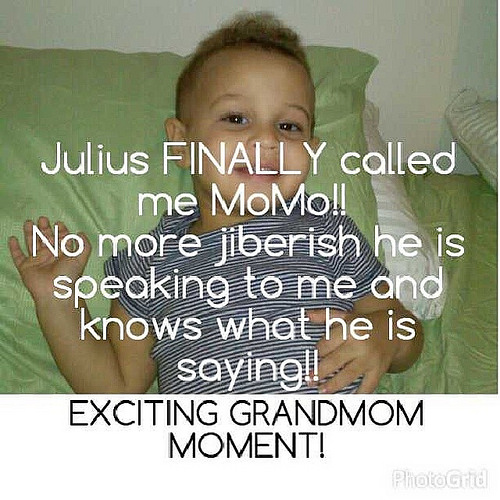 Julius FINALLY called
me MoMo!!
No more jiberish he is
speaking to me and
knows what he is
saying!!
EXCITING GRANDMOM
MOMENT!
PhotoGrid